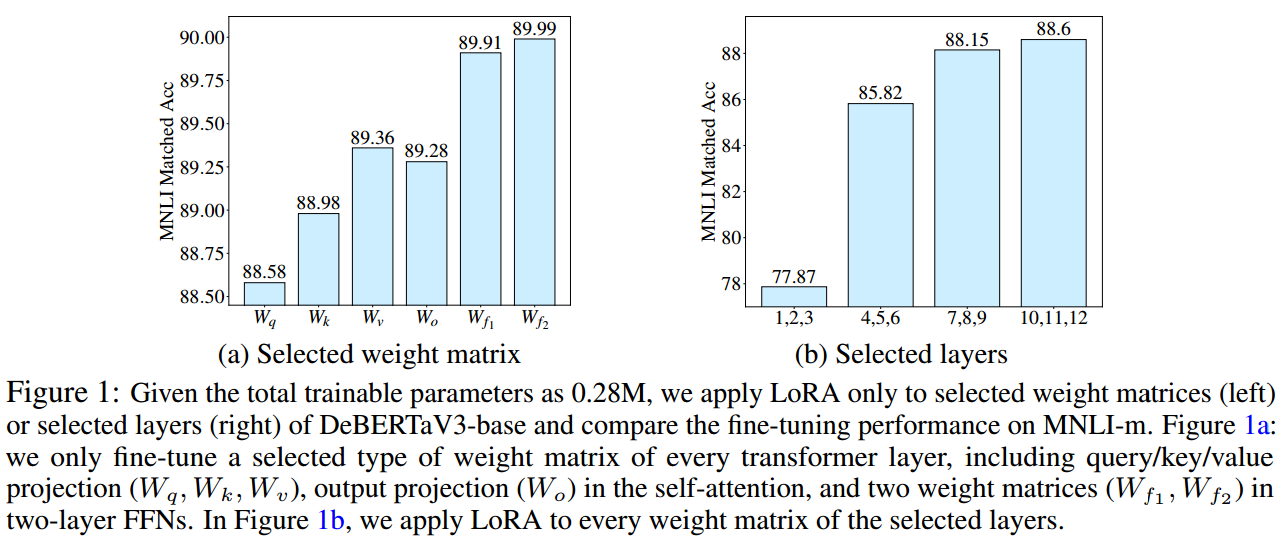 MNLI Matched Acc
90.00
89.75
89.50
89.25
89.00
88.75
88.50
88.58
88.98
89.36
89.28
89.91
89.99
W_q W_k W_v W_o W_{f_1} W_{f_2}
(a) Selected weight matrix
MNLI Matched Acc
88
86
84
82
80
78
77.87
85.82
88.15
88.6
1,2,3 4,5,6 7,8,9 10,11,12
(b) Selected layers
Figure 1: Given the total trainable parameters as 0.28M, we apply LoRA only to selected weight matrices (left)
or selected layers (right) of DeBERTaV3-base and compare the fine-tuning performance on MNLI-m. Figure 1a:
we only fine-tune a selected type of weight matrix of every transformer layer, including query/key/value
projection (W_q, W_k, W_v), output projection (W_o) in the self-attention, and two weight matrices (W_{f_1}, W_{f_2}) in
two-layer FFNs. In Figure 1b, we apply LoRA to every weight matrix of the selected layers.